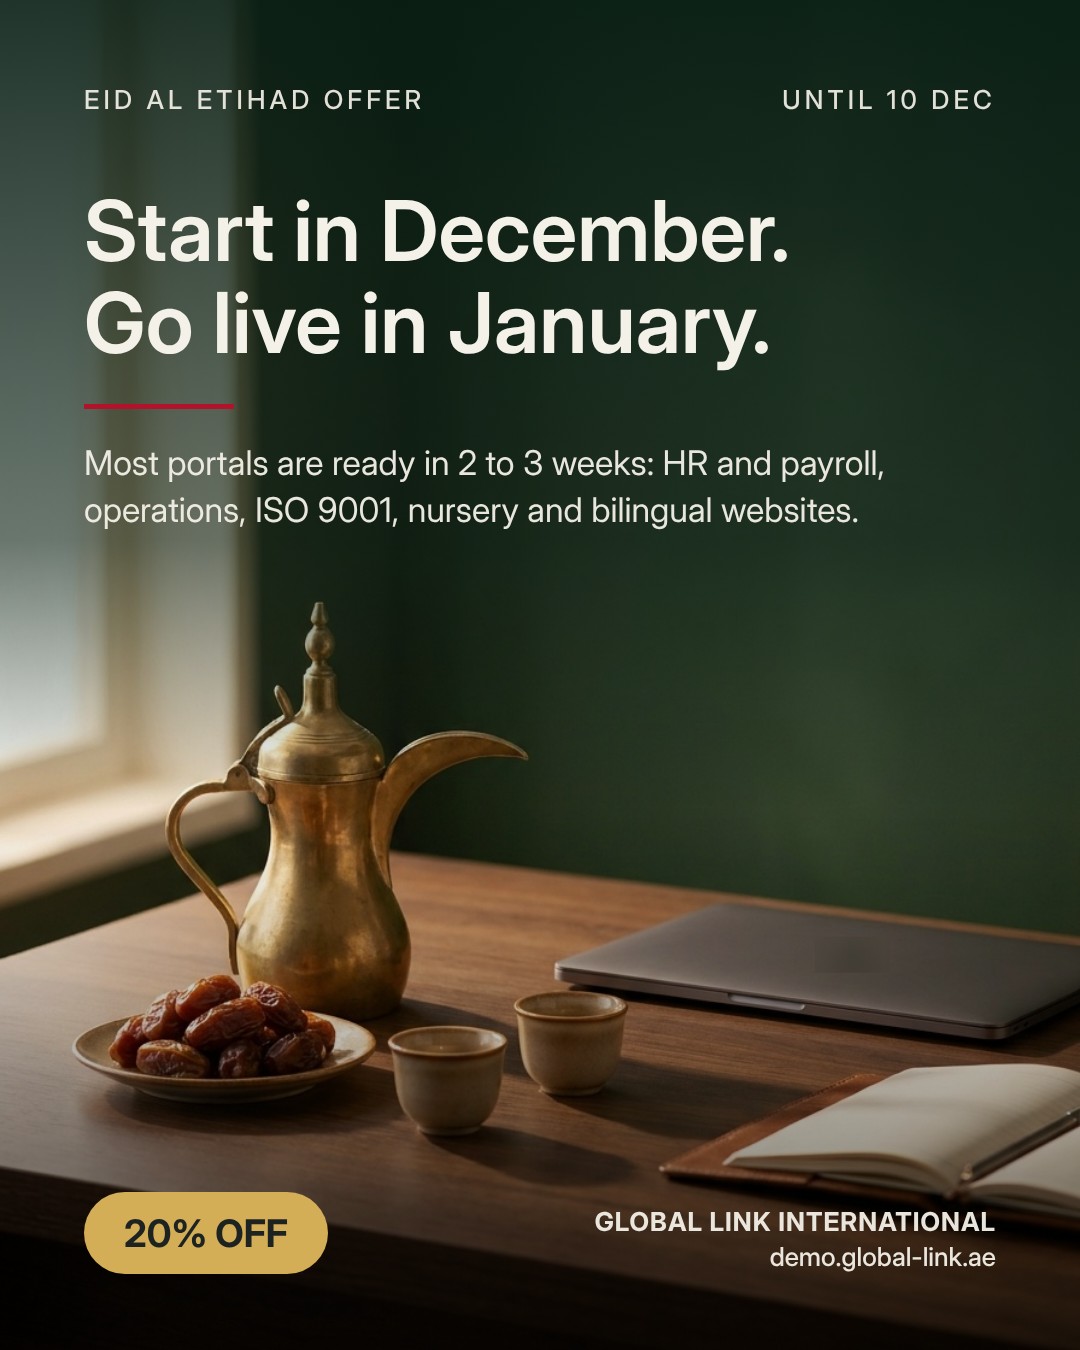 EID AL ETIHAD OFFER
UNTIL 10 DEC
Start in December.
Go live in January.
Most portals are ready in 2 to 3 weeks: HR and payroll,
operations, ISO 9001, nursery and bilingual websites.
20% OFF
GLOBAL LINK INTERNATIONAL
demo.global-link.ae